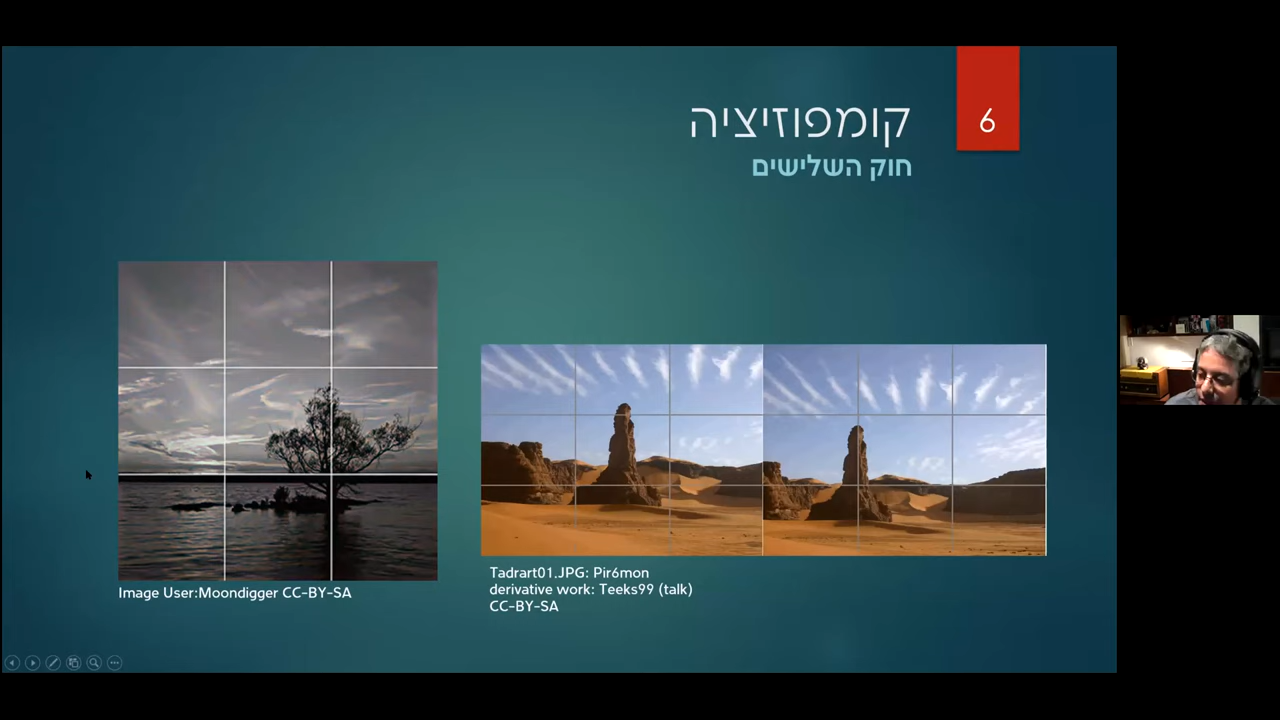 6
קומפוזיציה
חוק השלישים
Image User:Moondigger CC-BY-SA
Tadrart01.JPG: Pir6mon
derivative work: Teeks99 (talk)
CC-BY-SA